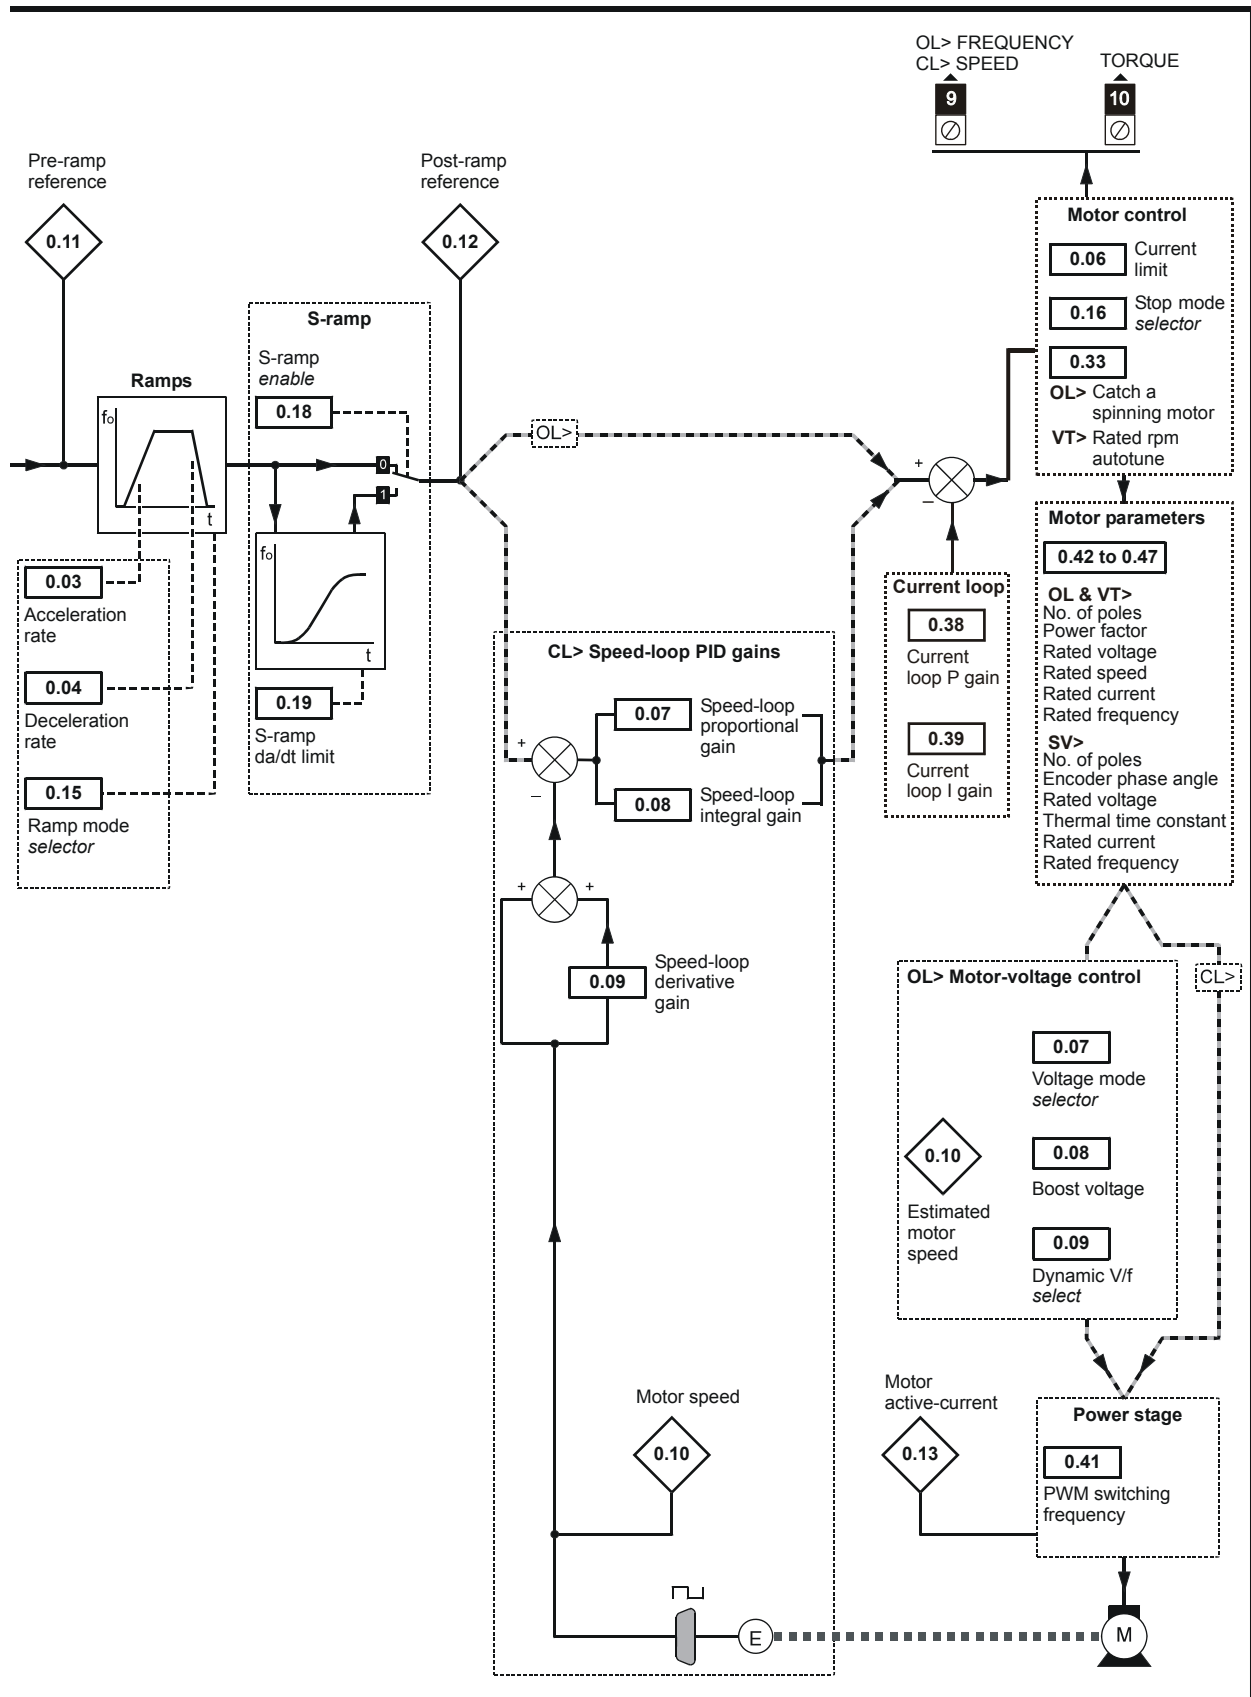 OL> FREQUENCY
CL> SPEED
TORQUE
9
10
Pre-ramp
reference
0.11
Post-ramp
reference
0.12
Motor control
0.06
Current
limit
0.16
Stop mode
selector
0.33
OL> Catch a
spinning motor
VT> Rated rpm
autotune
S-ramp
S-ramp
enable
0.18
0
1
fo
t
0.19
S-ramp
da/dt limit
Ramps
fo
t
0.03
Acceleration
rate
0.04
Deceleration
rate
0.15
Ramp mode
selector
OL>
+
–
Current loop
0.38
Current
loop P gain
0.39
Current
loop I gain
Motor parameters
0.42 to 0.47
OL & VT>
No. of poles
Power factor
Rated voltage
Rated speed
Rated current
Rated frequency
SV>
No. of poles
Encoder phase angle
Rated voltage
Thermal time constant
Rated current
Rated frequency
CL> Speed-loop PID gains
0.07
Speed-loop
proportional
gain
0.08
Speed-loop
integral gain
+
–
+
+
0.09
Speed-loop
derivative
gain
OL> Motor-voltage control
CL>
0.07
Voltage mode
selector
0.10
Estimated
motor
speed
0.08
Boost voltage
0.09
Dynamic V/f
select
Motor speed
0.10
Motor
active-current
0.13
Power stage
0.41
PWM switching
frequency
E
M